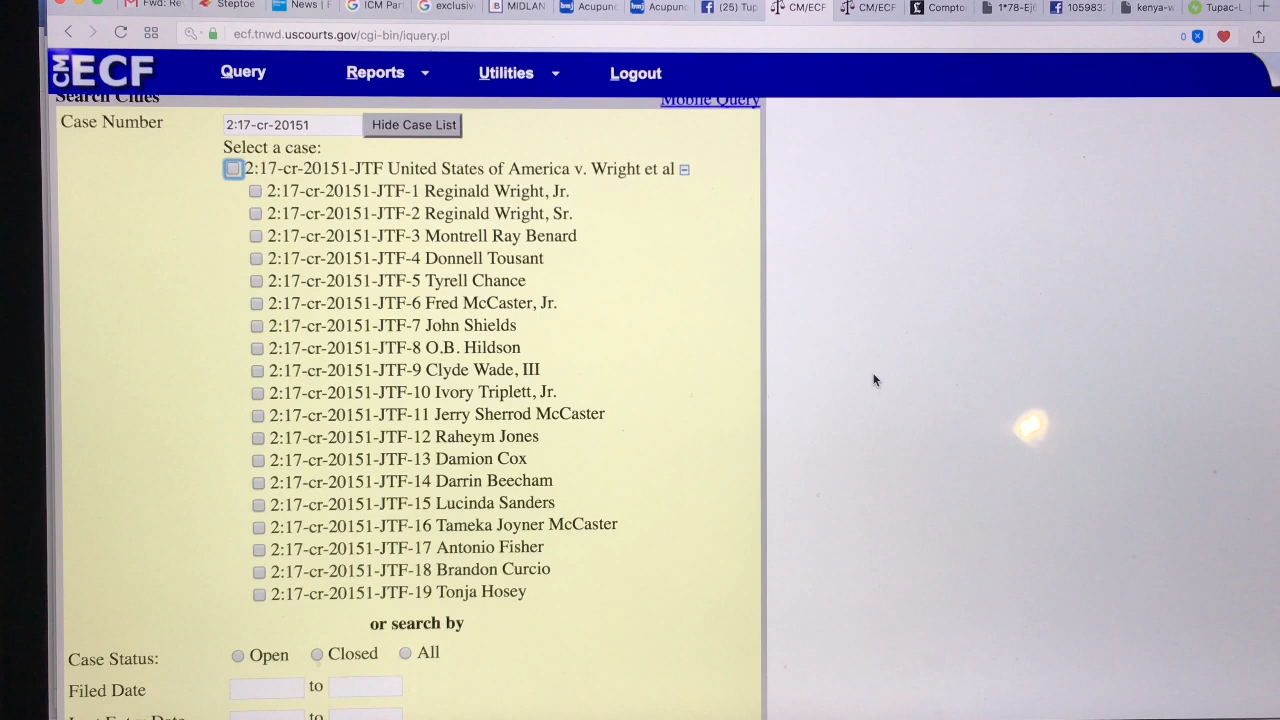 Fwd: Re
Steptoe
News | F
ICM Par
exclusiv
MIDLAN
Acupunc
Acupunc
(25) Tup
CM/ECF
CM/ECF
Compto
1*78-Ej
105983
kenya-w
Tupac-L
ecf.tnwd.uscourts.gov/cgi-bin/iquery.pl
0
CM ECF Query Reports Utilities Logout
Search Clues Mobile Query
Case Number 2:17-cr-20151 Hide Case List
Select a case:
2:17-cr-20151-JTF United States of America v. Wright et al
2:17-cr-20151-JTF-1 Reginald Wright, Jr.
2:17-cr-20151-JTF-2 Reginald Wright, Sr.
2:17-cr-20151-JTF-3 Montrell Ray Benard
2:17-cr-20151-JTF-4 Donnell Tousant
2:17-cr-20151-JTF-5 Tyrell Chance
2:17-cr-20151-JTF-6 Fred McCaster, Jr.
2:17-cr-20151-JTF-7 John Shields
2:17-cr-20151-JTF-8 O.B. Hildson
2:17-cr-20151-JTF-9 Clyde Wade, III
2:17-cr-20151-JTF-10 Ivory Triplett, Jr.
2:17-cr-20151-JTF-11 Jerry Sherrod McCaster
2:17-cr-20151-JTF-12 Raheym Jones
2:17-cr-20151-JTF-13 Damion Cox
2:17-cr-20151-JTF-14 Darrin Beecham
2:17-cr-20151-JTF-15 Lucinda Sanders
2:17-cr-20151-JTF-16 Tameka Joyner McCaster
2:17-cr-20151-JTF-17 Antonio Fisher
2:17-cr-20151-JTF-18 Brandon Curcio
2:17-cr-20151-JTF-19 Tonja Hosey
or search by
Case Status: Open Closed All
Filed Date to
Last Entry Date to